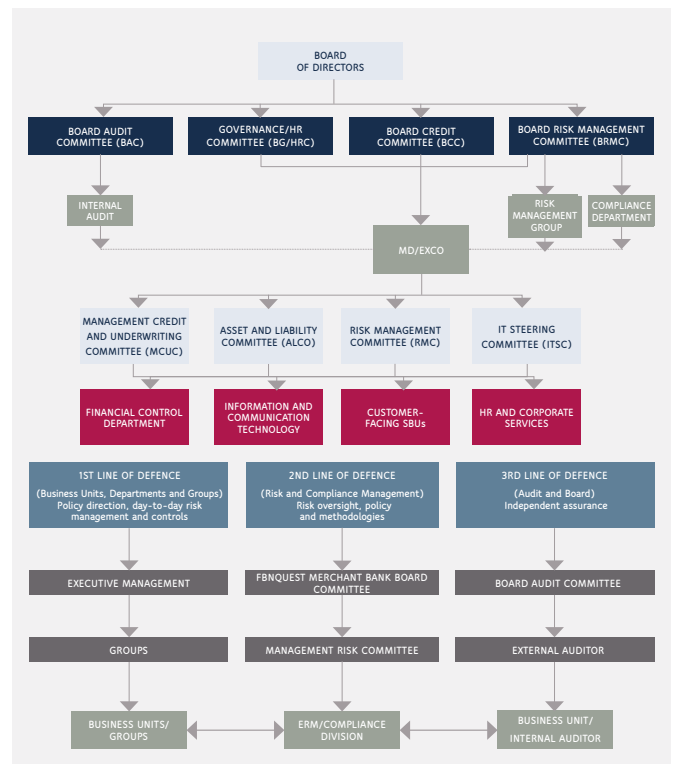 BOARD
OF DIRECTORS
BOARD AUDIT
COMMITTEE (BAC)
GOVERNANCE/HR
COMMITTEE (BG/HRC)
BOARD CREDIT
COMMITTEE (BCC)
BOARD RISK MANAGEMENT
COMMITTEE (BRMC)
INTERNAL
AUDIT
RISK
MANAGEMENT
GROUP
COMPLIANCE
DEPARTMENT
MD/EXCO
MANAGEMENT CREDIT
AND UNDERWRITING
COMMITTEE (MCUC)
ASSET AND LIABILITY
COMMITTEE (ALCO)
RISK MANAGEMENT
COMMITTEE (RMC)
IT STEERING
COMMITTEE (ITSC)
FINANCIAL CONTROL
DEPARTMENT
INFORMATION AND
COMMUNICATION
TECHNOLOGY
CUSTOMER-
FACING SBUs
HR AND CORPORATE
SERVICES
1ST LINE OF DEFENCE
(Business Units, Departments and Groups)
Policy direction, day-to-day risk
management and controls
2ND LINE OF DEFENCE
(Risk and Compliance Management)
Risk oversight, policy
and methodologies
3RD LINE OF DEFENCE
(Audit and Board)
Independent assurance
EXECUTIVE MANAGEMENT
FBNQUEST MERCHANT BANK BOARD
COMMITTEE
BOARD AUDIT COMMITTEE
GROUPS
MANAGEMENT RISK COMMITTEE
EXTERNAL AUDITOR
BUSINESS UNITS/
GROUPS
ERM/COMPLIANCE
DIVISION
BUSINESS UNIT/
INTERNAL AUDITOR